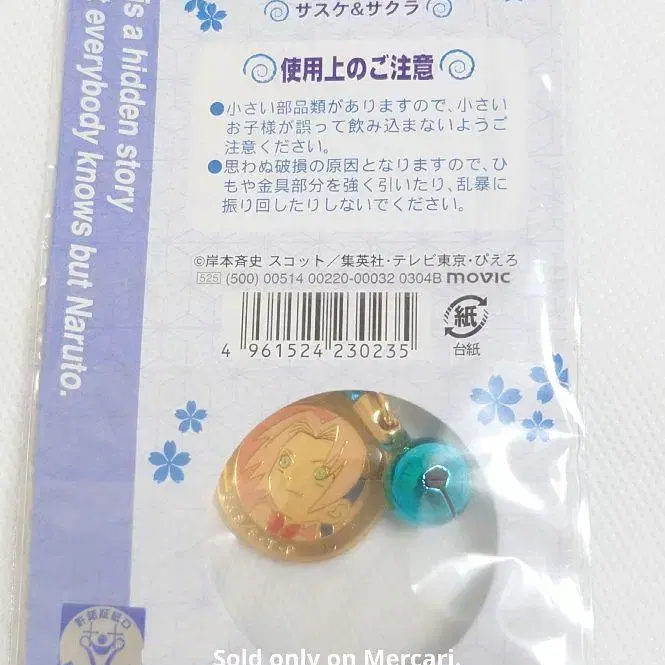 サスケ&サクラ
使用上のご注意
●小さい部品類がありますので、小さい
お子様が誤って飲み込まないようご
注意ください。
●思わぬ破損の原因となりますので、ひ
もや金具部分を強く引いたり、乱暴に
振り回したりしないでください。
©岸本斉史 スコット／集英社・テレビ東京・ぴえろ
525 (500) 00514 00220-00032 0304B movic
4 961524 230235
紙
台紙
is a hidden story
everybody knows but Naruto.
許諾証紙
Sold only on Mercari.